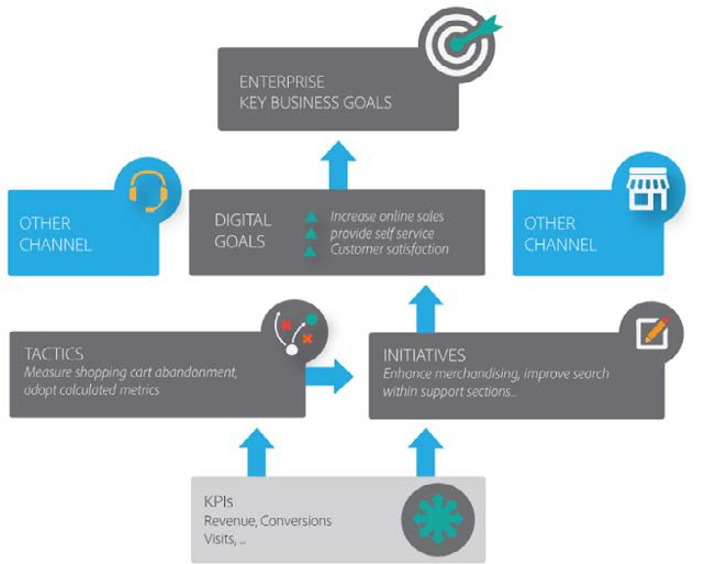 ENTERPRISE
KEY BUSINESS GOALS
OTHER
CHANNEL
DIGITAL
GOALS
Increase online sales
provide self service
Customer satisfaction
OTHER
CHANNEL
TACTICS
Measure shopping cart abandonment,
adopt calculated metrics
INITIATIVES
Enhance merchandising, improve search
within support sections...
KPIs
Revenue, Conversions
Visits, ...